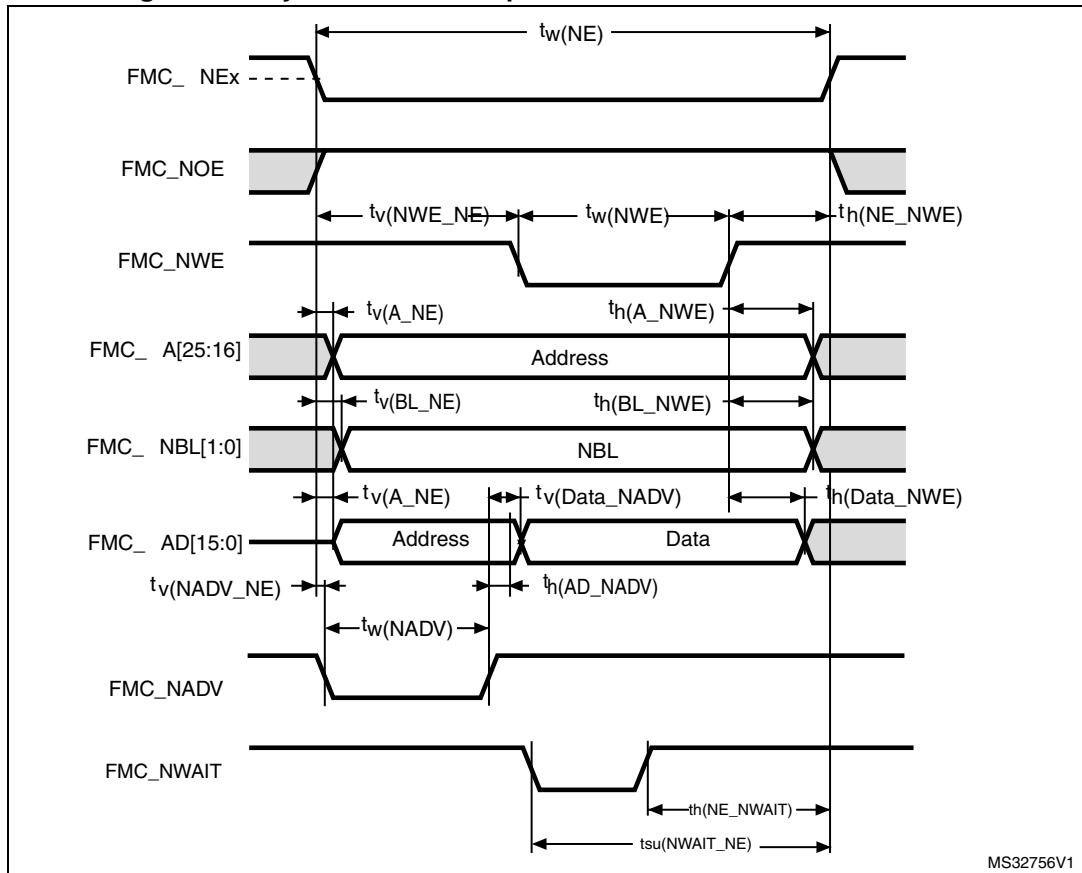 tw(NE)
FMC_ NEx
FMC_NOE
tv(NWE_NE)
tw(NWE)
th(NE_NWE)
FMC_NWE
tv(A_NE)
th(A_NWE)
FMC_ A[25:16]
Address
tv(BL_NE)
th(BL_NWE)
FMC_ NBL[1:0]
NBL
tv(A_NE)
tv(Data_NADV)
th(Data_NWE)
FMC_ AD[15:0]
Address
Data
tv(NADV_NE)
th(AD_NADV)
tw(NADV)
FMC_NADV
FMC_NWAIT
th(NE_NWAIT)
tsu(NWAIT_NE)
MS32756V1